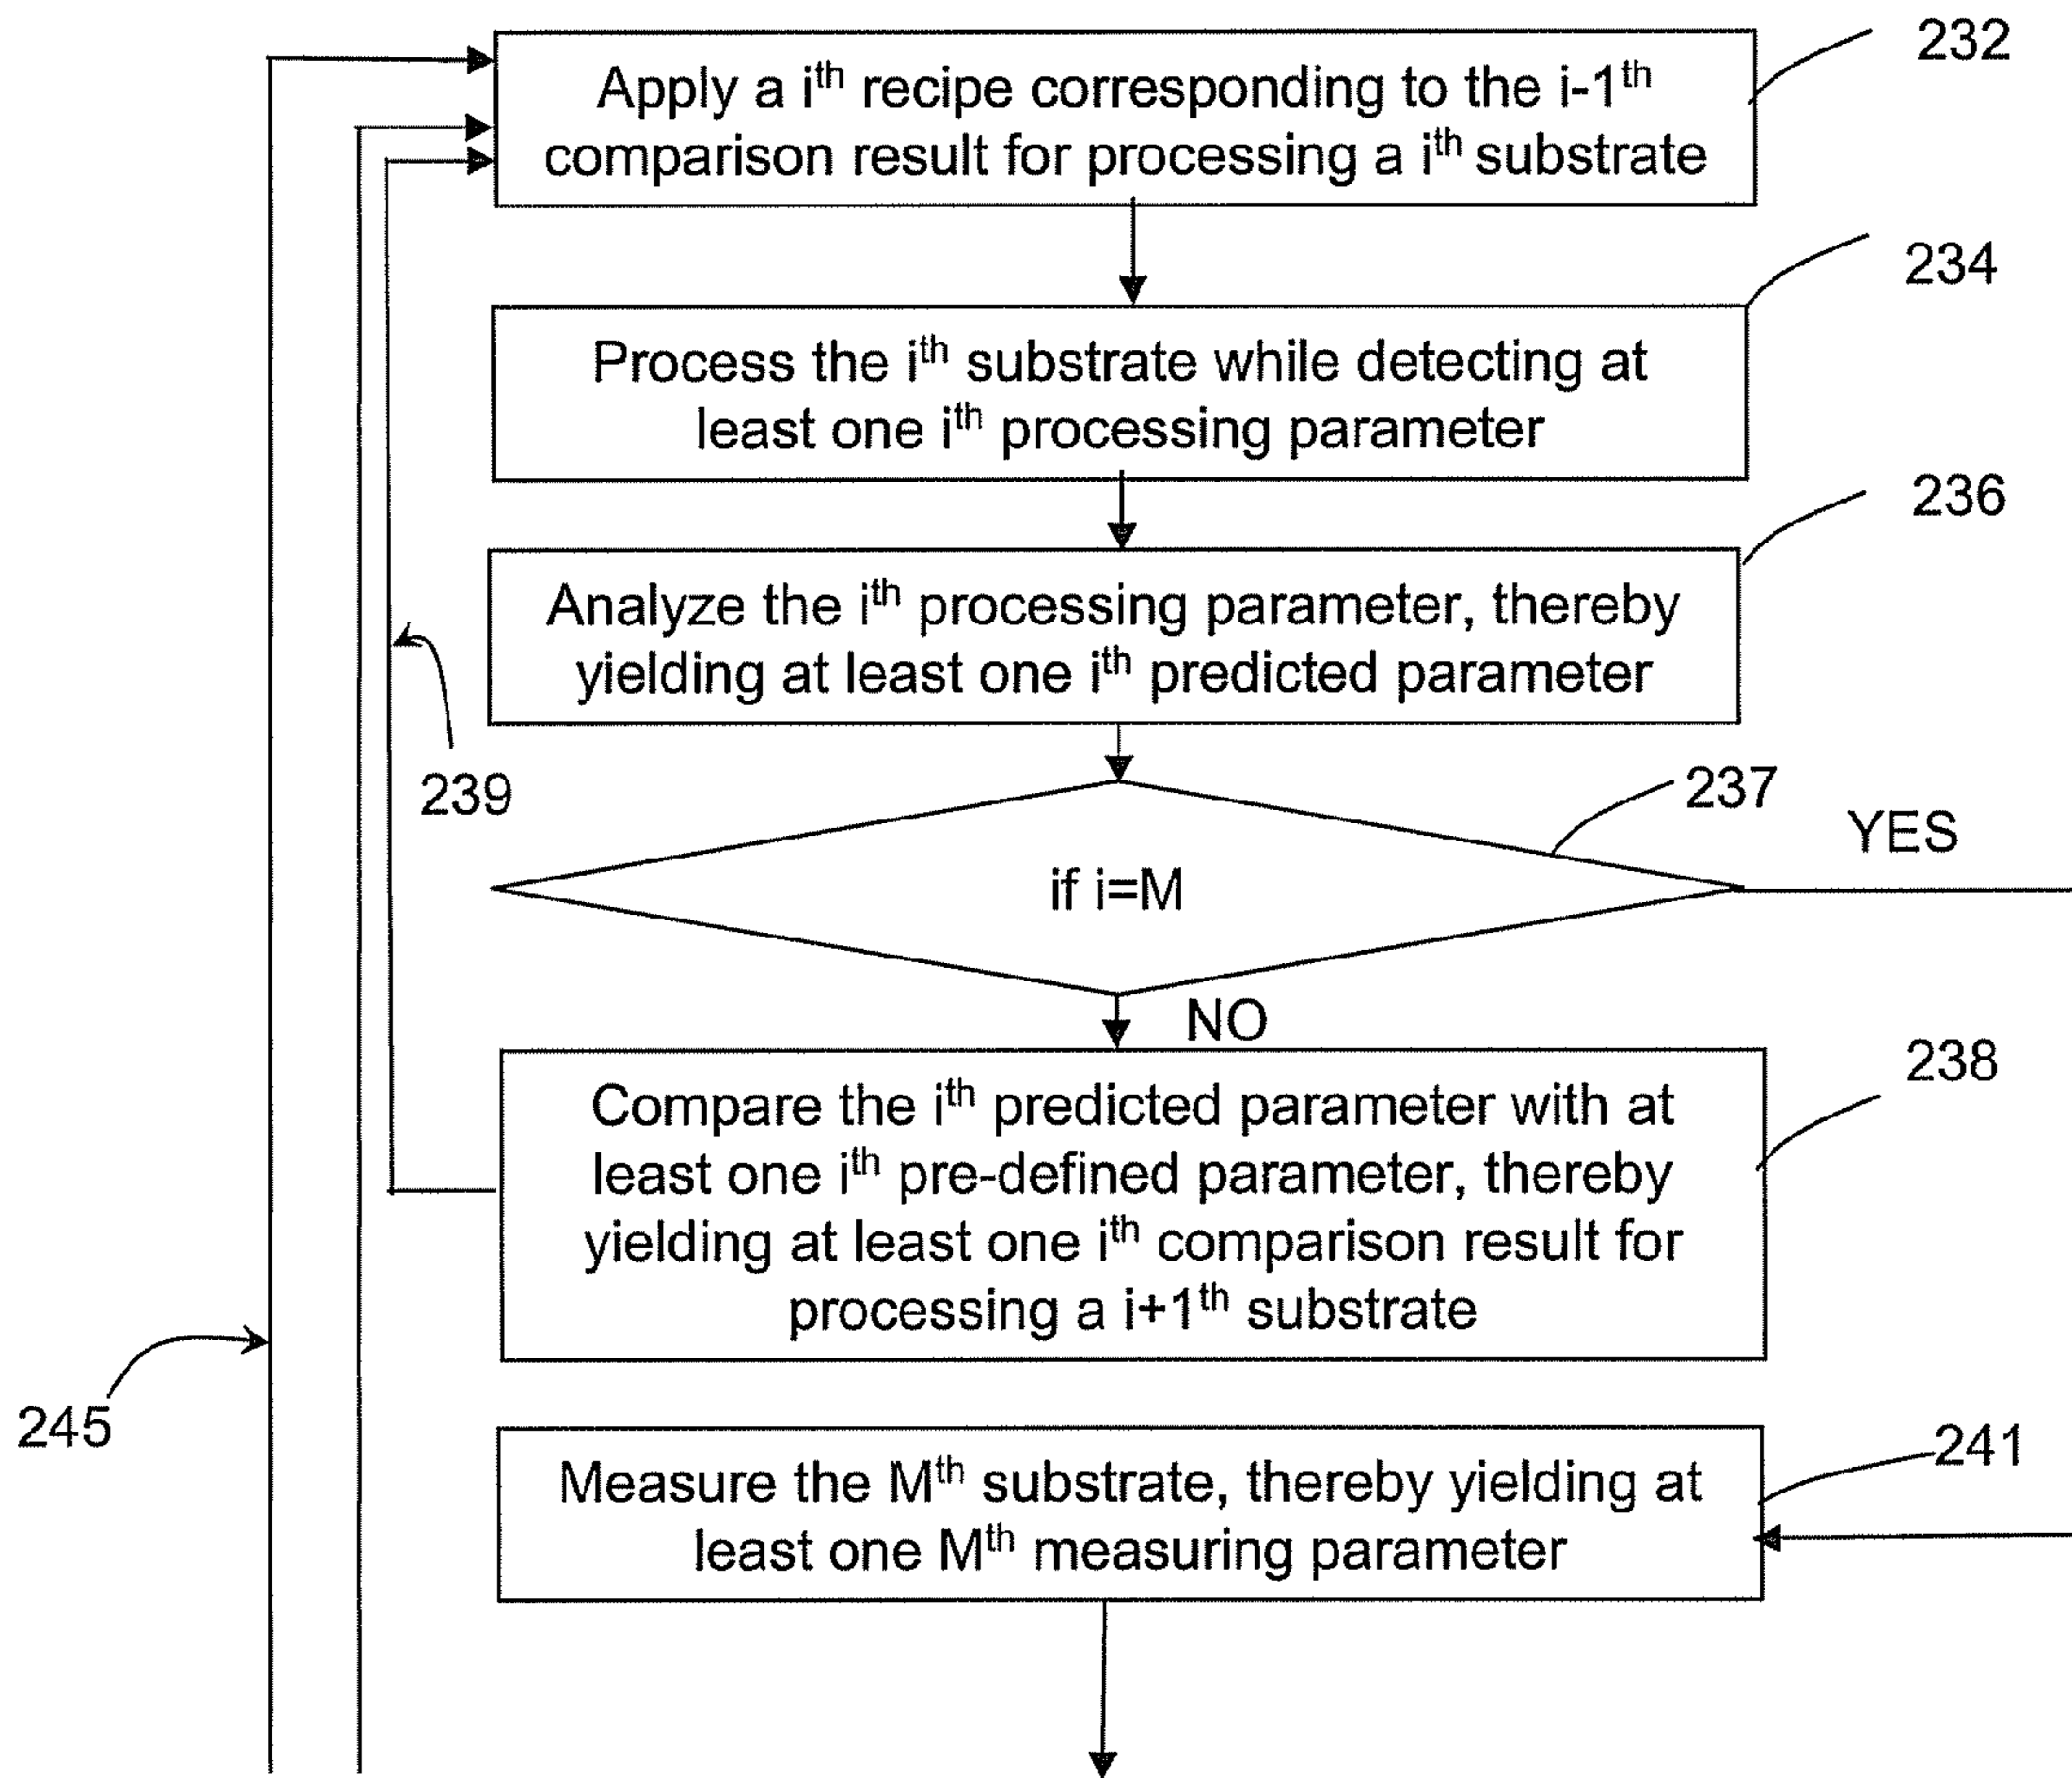 232
Apply a iᵗʰ recipe corresponding to the i-1ᵗʰ
comparison result for processing a iᵗʰ substrate
234
Process the iᵗʰ substrate while detecting at
least one iᵗʰ processing parameter
236
Analyze the iᵗʰ processing parameter, thereby
yielding at least one iᵗʰ predicted parameter
239
237
YES
if i=M
NO
238
Compare the iᵗʰ predicted parameter with at
least one iᵗʰ pre-defined parameter, thereby
yielding at least one iᵗʰ comparison result for
processing a i+1ᵗʰ substrate
245
241
Measure the Mᵗʰ substrate, thereby yielding at
least one Mᵗʰ measuring parameter